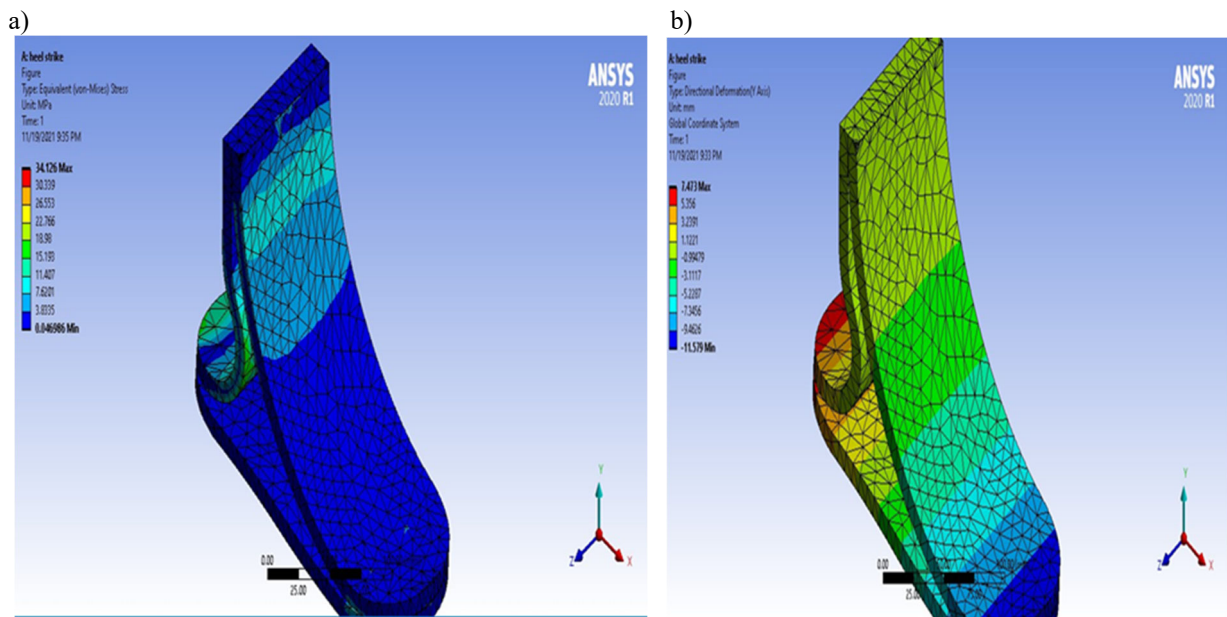 a)
A: heel strike
Figure
Type: Equivalent (von-Mises) Stress
Unit: MPa
Time: 1
11/19/2021 9:35 PM
34.126 Max
30.339
26.553
22.766
18.98
15.193
11.407
7.6201
3.8335
0.046986 Min
ANSYS
2020 R1
Y
Z
X
0.00
25.00
b)
A: heel strike
Figure
Type: Directional Deformation(Y Axis)
Unit: mm
Global Coordinate System
Time: 1
11/19/2021 9:33 PM
7.473 Max
5.356
3.2391
1.1221
-0.99479
-3.1117
-5.2287
-7.3456
-9.4626
-11.579 Min
ANSYS
2020 R1
Y
Z
X
0.00
25.00